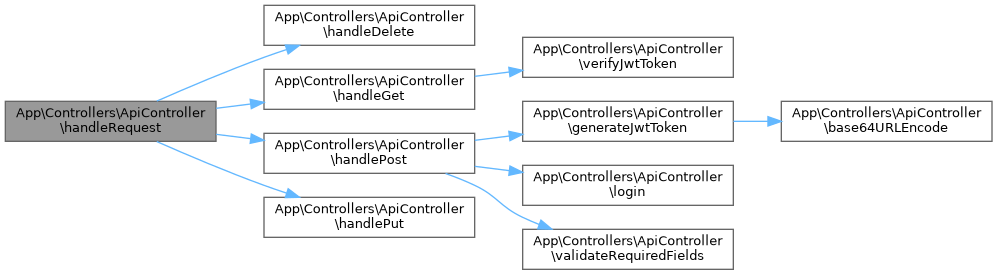 App\Controllers\ApiController
\handleRequest
App\Controllers\ApiController
\handleDelete
App\Controllers\ApiController
\handleGet
App\Controllers\ApiController
\handlePost
App\Controllers\ApiController
\handlePut
App\Controllers\ApiController
\verifyJwtToken
App\Controllers\ApiController
\generateJwtToken
App\Controllers\ApiController
\login
App\Controllers\ApiController
\validateRequiredFields
App\Controllers\ApiController
\base64URLEncode